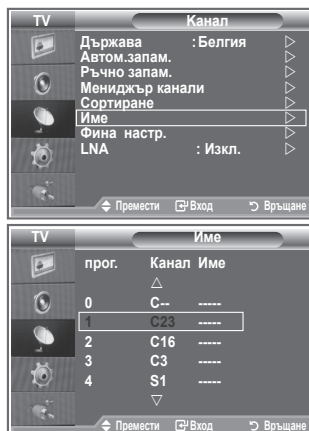 TV Канал
Държава :Белгия
Автом.запам.
Ръчно запам.
Мениджър канали
Сортиране
Име
Фина настр.
LNA : Изкл.
Премести Вход Връщане
TV Име
прог. Канал Име
0 C-- -----
1 C23 -----
2 C16 -----
3 C3 -----
4 S1 -----
Премести Вход Връщане